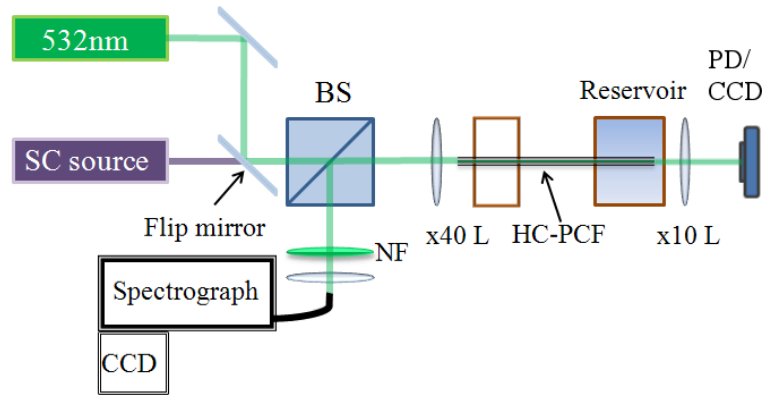 532nm
SC source
Flip mirror
BS
NF
Spectrograph
CCD
x40 L
HC-PCF
Reservoir
x10 L
PD/
CCD